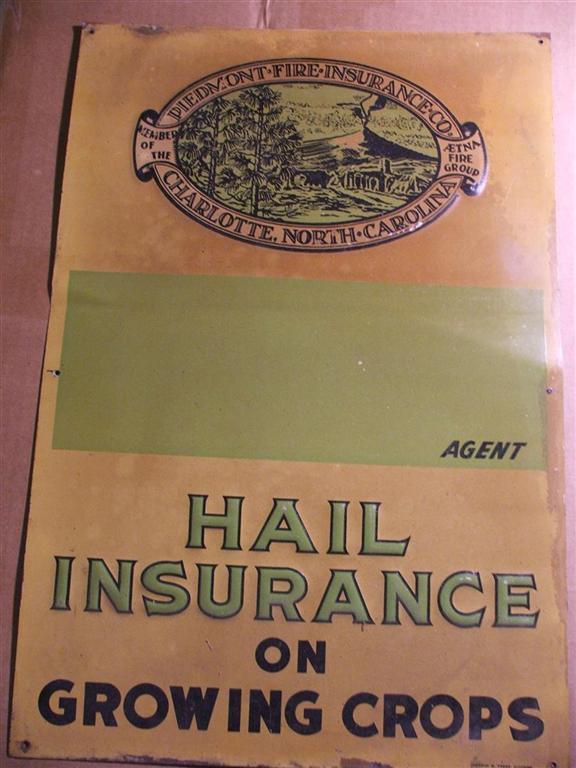 PIEDMONT·FIRE·INSURANCE·CO.
MEMBER
OF THE
ÆTNA
FIRE
GROUP
CHARLOTTE, NORTH·CAROLINA
AGENT
HAIL
INSURANCE
ON
GROWING CROPS